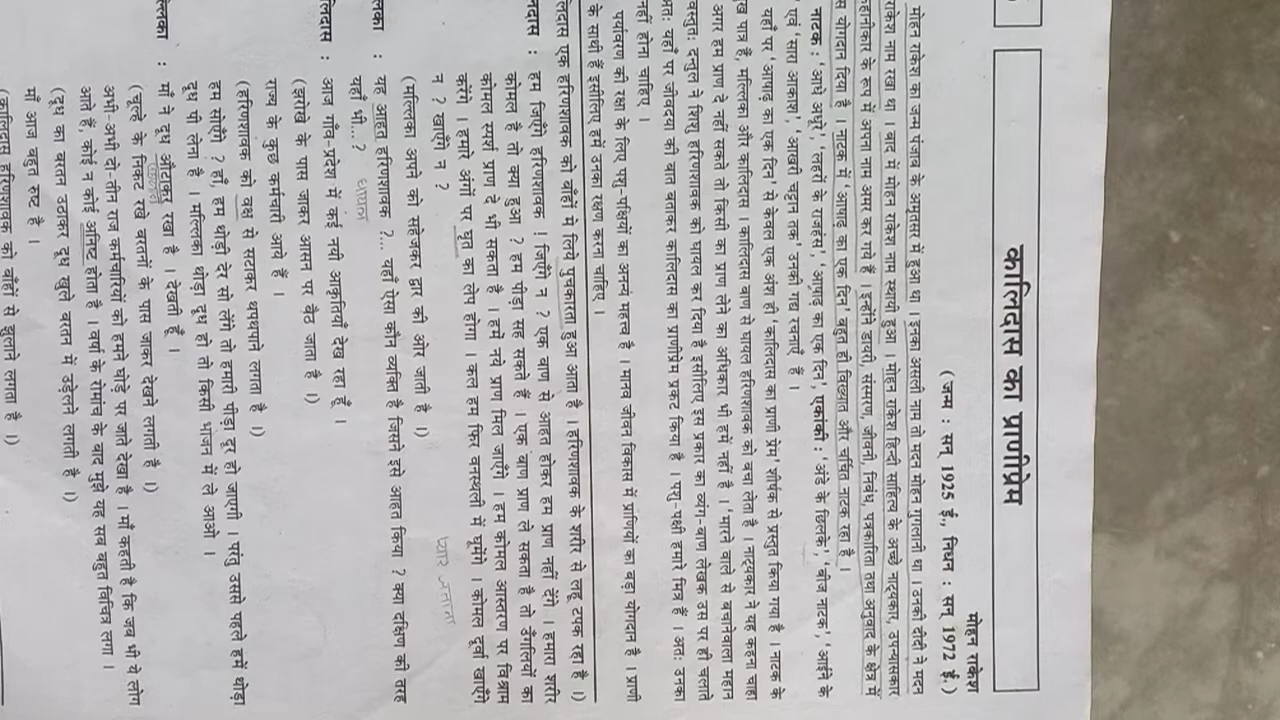 कालिदास का प्राणीप्रेम
मोहन राकेश
(जन्म : सन् 1925 ई., निधन : सन् 1972 ई.)
मोहन राकेश का जन्म पंजाब के अमृतसर में हुआ था । इनका असली नाम तो मदन मोहन गुगलानी था । उनकी दीदी ने मदन
राकेश नाम रखा था । बाद में मोहन राकेश नाम स्थायी हुआ । मोहन राकेश हिन्दी साहित्य के अच्छे नाट्यकार, उपन्यासकार
कहानीकार के रूप में अपना नाम अमर कर गये हैं । इन्होंने डायरी, संस्मरण, जीवनी, निबंध, पत्रकारिता तथा अनुवाद के क्षेत्र में
योगदान दिया है । नाटक में 'आषाढ़ का एक दिन' बहुत ही विख्यात और चर्चित नाटक रहा है ।
नाटक : 'आधे अधूरे', 'लहरों के राजहंस', 'आषाढ़ का एक दिन', एकांकी : अंडे के छिलके', 'बीज नाटक', 'आईने के
एवं 'सारा आकाश', 'आखरी चट्टान तक' उनकी गद्य रचनाएँ हैं ।
यहाँ पर 'आषाढ़ का एक दिन' से केवल एक अंश ही 'कालिदास का प्राणी प्रेम' शीर्षक से प्रस्तुत किया गया है । नाटक के
पात्र हैं, मल्लिका और कालिदास । कालिदास बाण से घायल हरिणशावक को बचा लेता है । नाट्यकार ने यह कहना चाहा
अगर हम प्राण दे नहीं सकते तो किसी का प्राण लेने का अधिकार भी हमें नहीं है । 'मारने वाले से बचानेवाला महान
वस्तुतः दन्तुल ने शिशु हरिणशावक को घायल कर दिया है इसीलिए इस प्रकार का व्यंग-बाण लेखक उस पर ही चलाते
अतः यहाँ पर जीवदया की बात बताकर कालिदास का प्राणीप्रेम प्रकट किया है । पशु-पक्षी हमारे मित्र हैं । अतः उनका
नहीं होना चाहिए ।
पर्यावरण की रक्षा के लिए पशु-पक्षियों का अनन्य महत्त्व है । मानव जीवन विकास में प्राणियों का बड़ा योगदान है । प्राणी
के साथी हैं इसीलिए हमें उनका रक्षण करना चाहिए ।
एक हरिणशावक को बाँहों में लिये पुचकारता हुआ आता है । हरिणशावक के शरीर से लहू टपक रहा है ।)
: हम जिएँगे हरिणशावक ! जिएँगे न ? एक बाण से आहत होकर हम प्राण नहीं देंगे । हमारा शरीर
कोमल है तो क्या हुआ ? हम पीड़ा सह सकते हैं । एक बाण प्राण ले सकता है तो उँगलियों का
कोमल स्पर्श प्राण दे भी सकता है । हमें नये प्राण मिल जाएँगे । हम कोमल आस्तरण पर विश्राम
करेंगे । हमारे अंगों पर घृत का लेप होगा । कल हम फिर वनस्थली में घूमेंगे । कोमल दूर्वा खाएँगे
न ? खाएँगे न ?
(मल्लिका अपने को सहेजकर द्वार की ओर जाती है ।)
: यह आहत हरिणशावक ?... यहाँ ऐसा कौन व्यक्ति है जिसने इसे आहत किया ? क्या दक्षिण की तरह
यहाँ भी...? घायल
: आज गाँव-प्रदेश में कई नयी आकृतियाँ देख रहा हूँ ।
(झरोखे के पास जाकर आसन पर बैठ जाता है ।)
राज्य के कुछ कर्मचारी आये हैं ।
(हरिणशावक को वक्ष से सटाकर थपथपाने लगता है ।)
हम सोएँगे ? हाँ, हम थोड़ी देर सो लेंगे तो हमारी पीड़ा दूर हो जाएगी । परंतु उससे पहले हमें थोड़ा
दूध पी लेना है । मल्लिका थोड़ा दूध हो तो किसी भाजन में ले आओ ।
: माँ ने दूध औटाकर रखा है । देखती हूँ ।
(चूल्हे के निकट रखे बरतनों के पास जाकर देखने लगती है ।)
अभी-अभी दो-तीन राज कर्मचारियों को हमने घोड़े पर जाते देखा है । माँ कहती है कि जब भी ये लोग
आते हैं, कोई न कोई अनिष्ट होता है । वर्षा के रोमांच के बाद मुझे यह सब बहुत विचित्र लगा ।
(दूध का बरतन उठाकर दूध खुले बरतन में उड़ेलने लगती है ।)
माँ आज बहुत रुष्ट है ।
(कालिदास हरिणशावक को बाँहों से झुलाने लगता है ।)